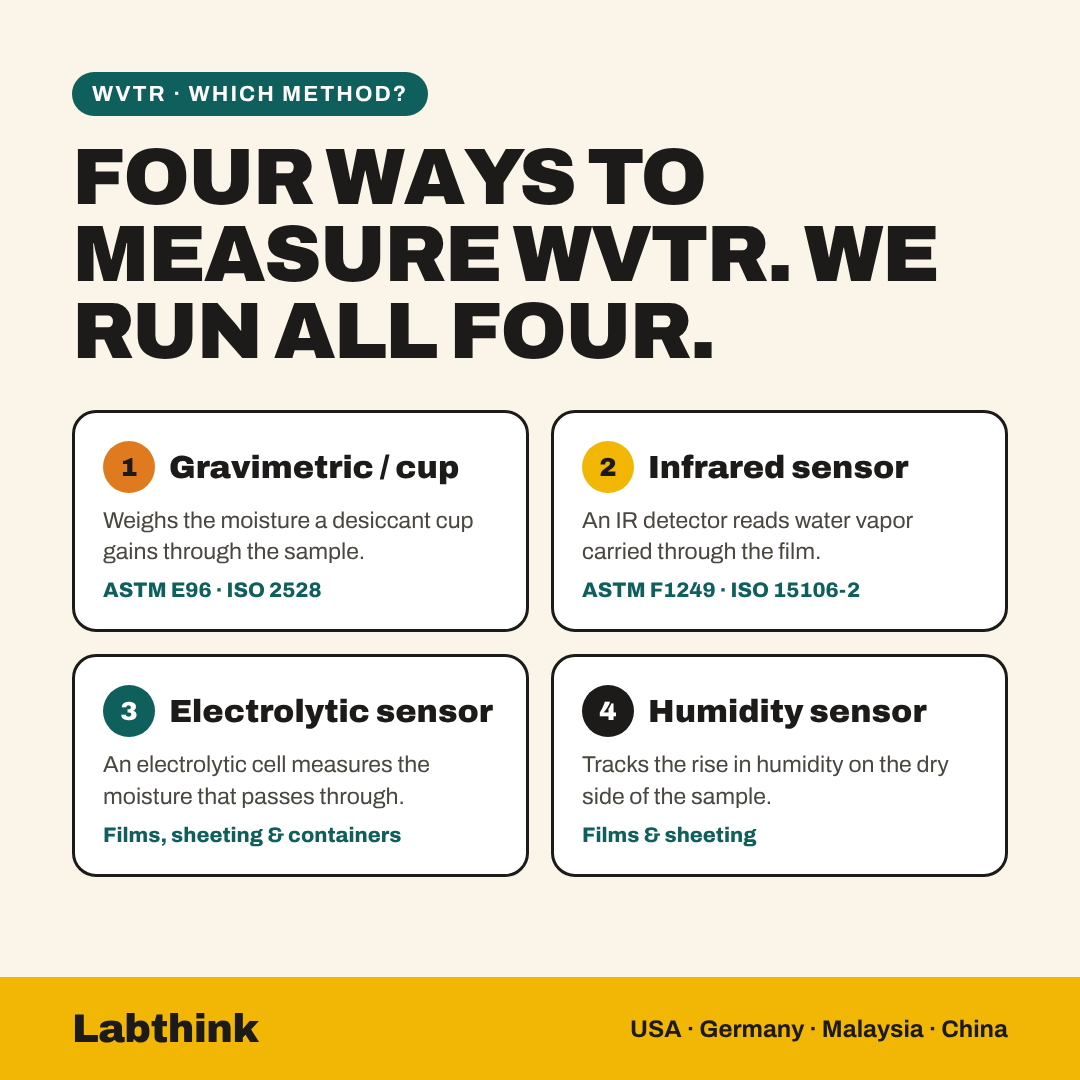 WVTR · WHICH METHOD?
FOUR WAYS TO
MEASURE WVTR. WE
RUN ALL FOUR.
1 Gravimetric / cup
Weighs the moisture a desiccant cup
gains through the sample.
ASTM E96 · ISO 2528
2 Infrared sensor
An IR detector reads water vapor
carried through the film.
ASTM F1249 · ISO 15106-2
3 Electrolytic sensor
An electrolytic cell measures the
moisture that passes through.
Films, sheeting & containers
4 Humidity sensor
Tracks the rise in humidity on the dry
side of the sample.
Films & sheeting
Labthink
USA · Germany · Malaysia · China